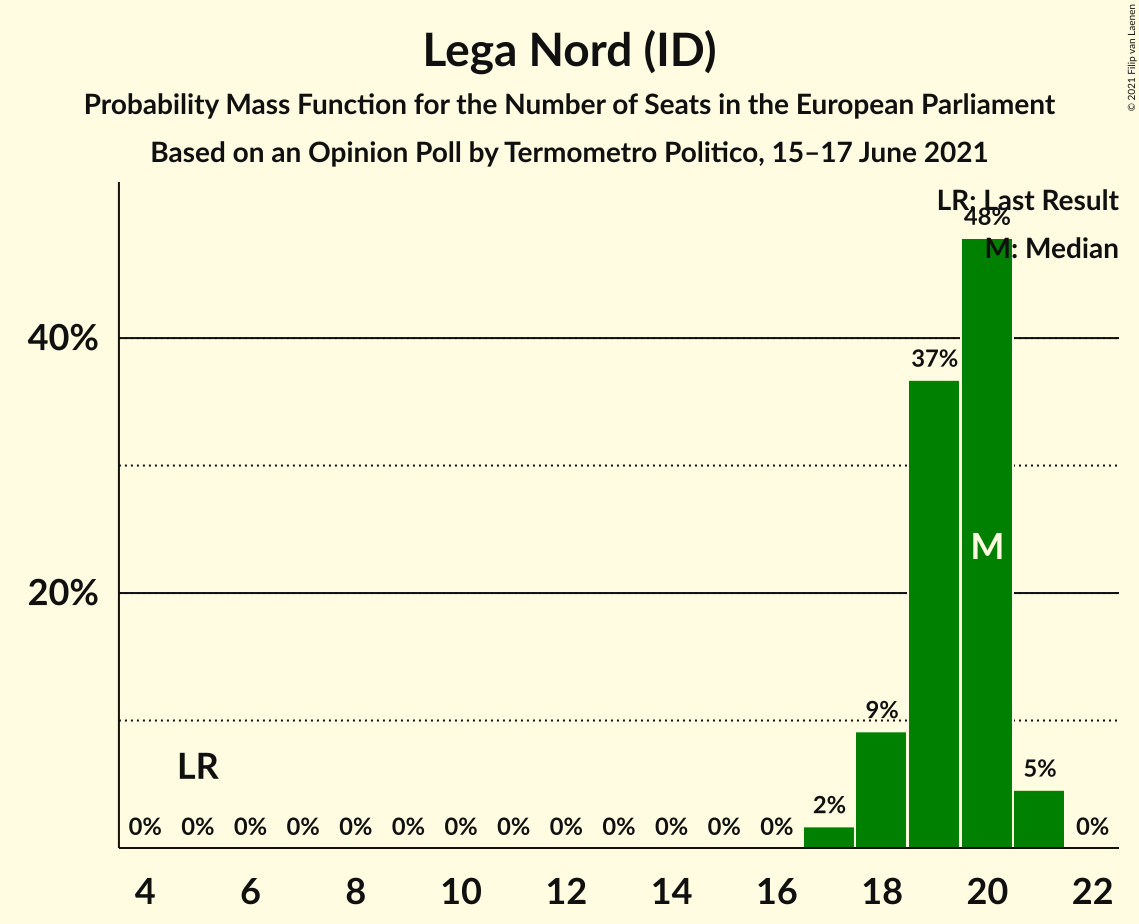 Lega Nord (ID)
Probability Mass Function for the Number of Seats in the European Parliament
Based on an Opinion Poll by Termometro Politico, 15–17 June 2021
© 2021 Filip van Laenen
LR: Last Result
48%
M: Median
40%
37%
M
20%
9%
LR
5%
2%
0% 0% 0% 0% 0% 0% 0% 0% 0% 0% 0% 0% 0% 0%
4 6 8 10 12 14 16 18 20 22